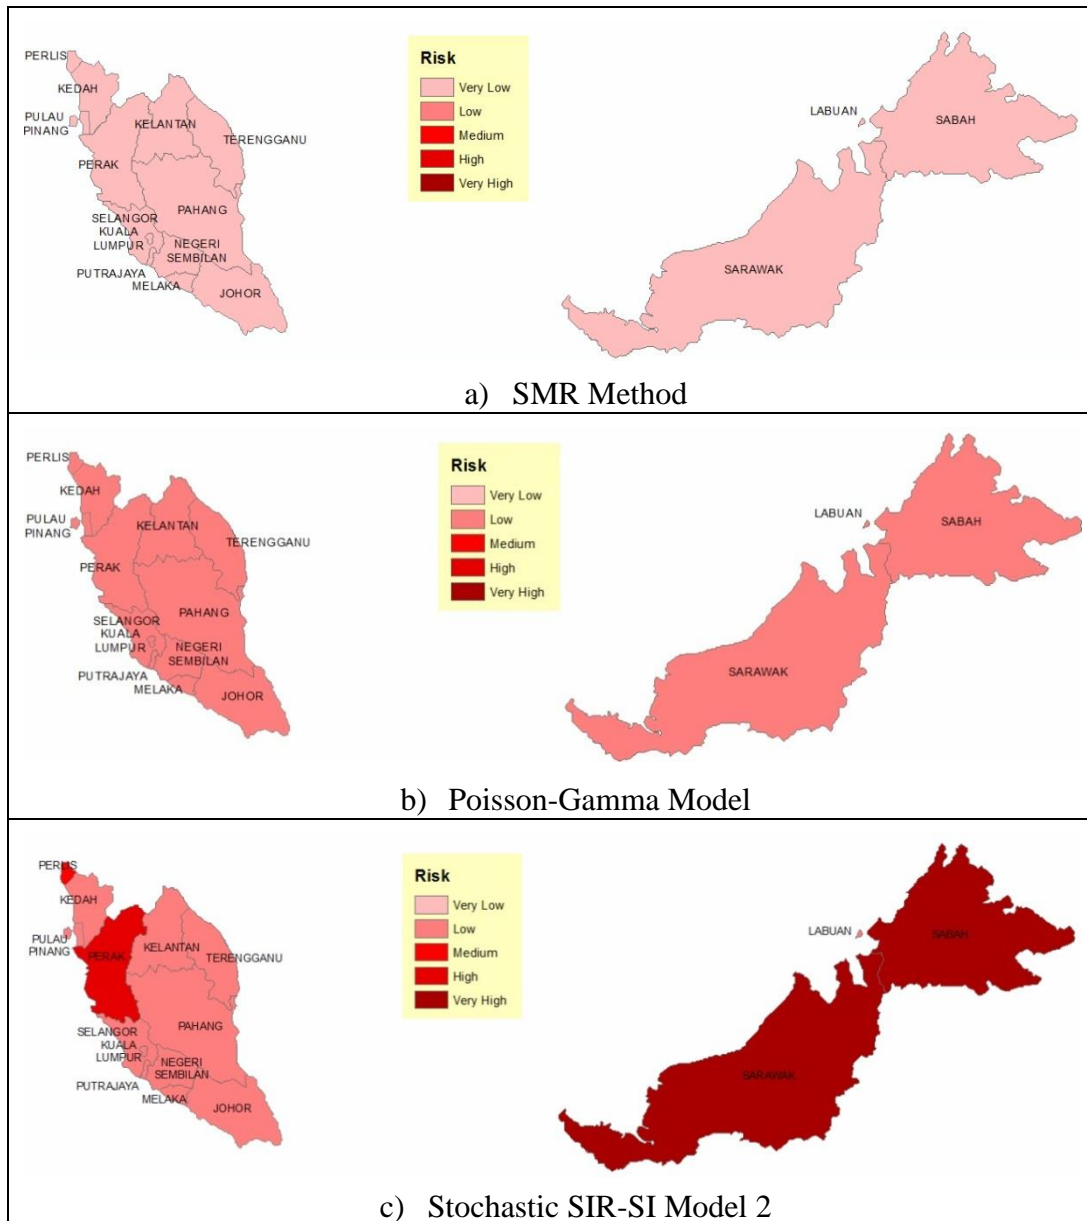 PERLIS
KEDAH
PULAU
PINANG
KELANTAN
TERENGGANU
PERAK
PAHANG
SELANGOR
KUALA
LUMPUR
NEGERI
SEMBILAN
PUTRAJAYA
MELAKA
JOHOR
Risk
Very Low
Low
Medium
High
Very High
LABUAN
SABAH
SARAWAK
a) SMR Method
PERLIS
KEDAH
PULAU
PINANG
KELANTAN
TERENGGANU
PERAK
PAHANG
SELANGOR
KUALA
LUMPUR
NEGERI
SEMBILAN
PUTRAJAYA
MELAKA
JOHOR
Risk
Very Low
Low
Medium
High
Very High
LABUAN
SABAH
SARAWAK
b) Poisson-Gamma Model
PERLIS
KEDAH
PULAU
PINANG
PERAK
KELANTAN
TERENGGANU
PAHANG
SELANGOR
KUALA
LUMPUR
NEGERI
SEMBILAN
PUTRAJAYA
MELAKA
JOHOR
Risk
Very Low
Low
Medium
High
Very High
LABUAN
SABAH
SARAWAK
c) Stochastic SIR-SI Model 2